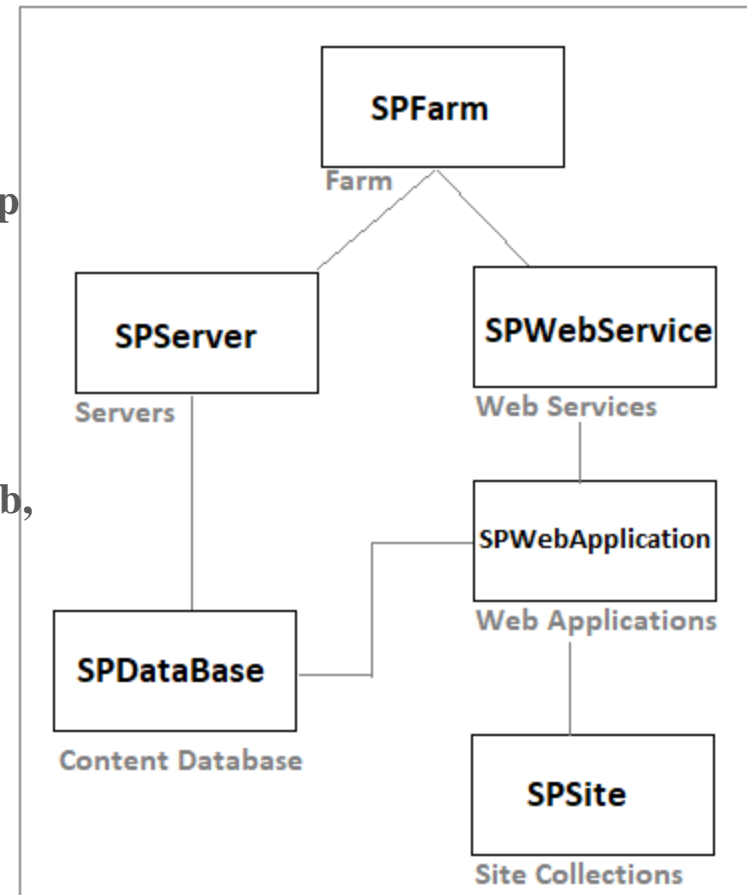 SPFarm
Farm
p
SPServer
SPWebService
Servers
Web Services
b,
SPWebApplication
Web Applications
SPDataBase
Content Database
SPSite
Site Collections